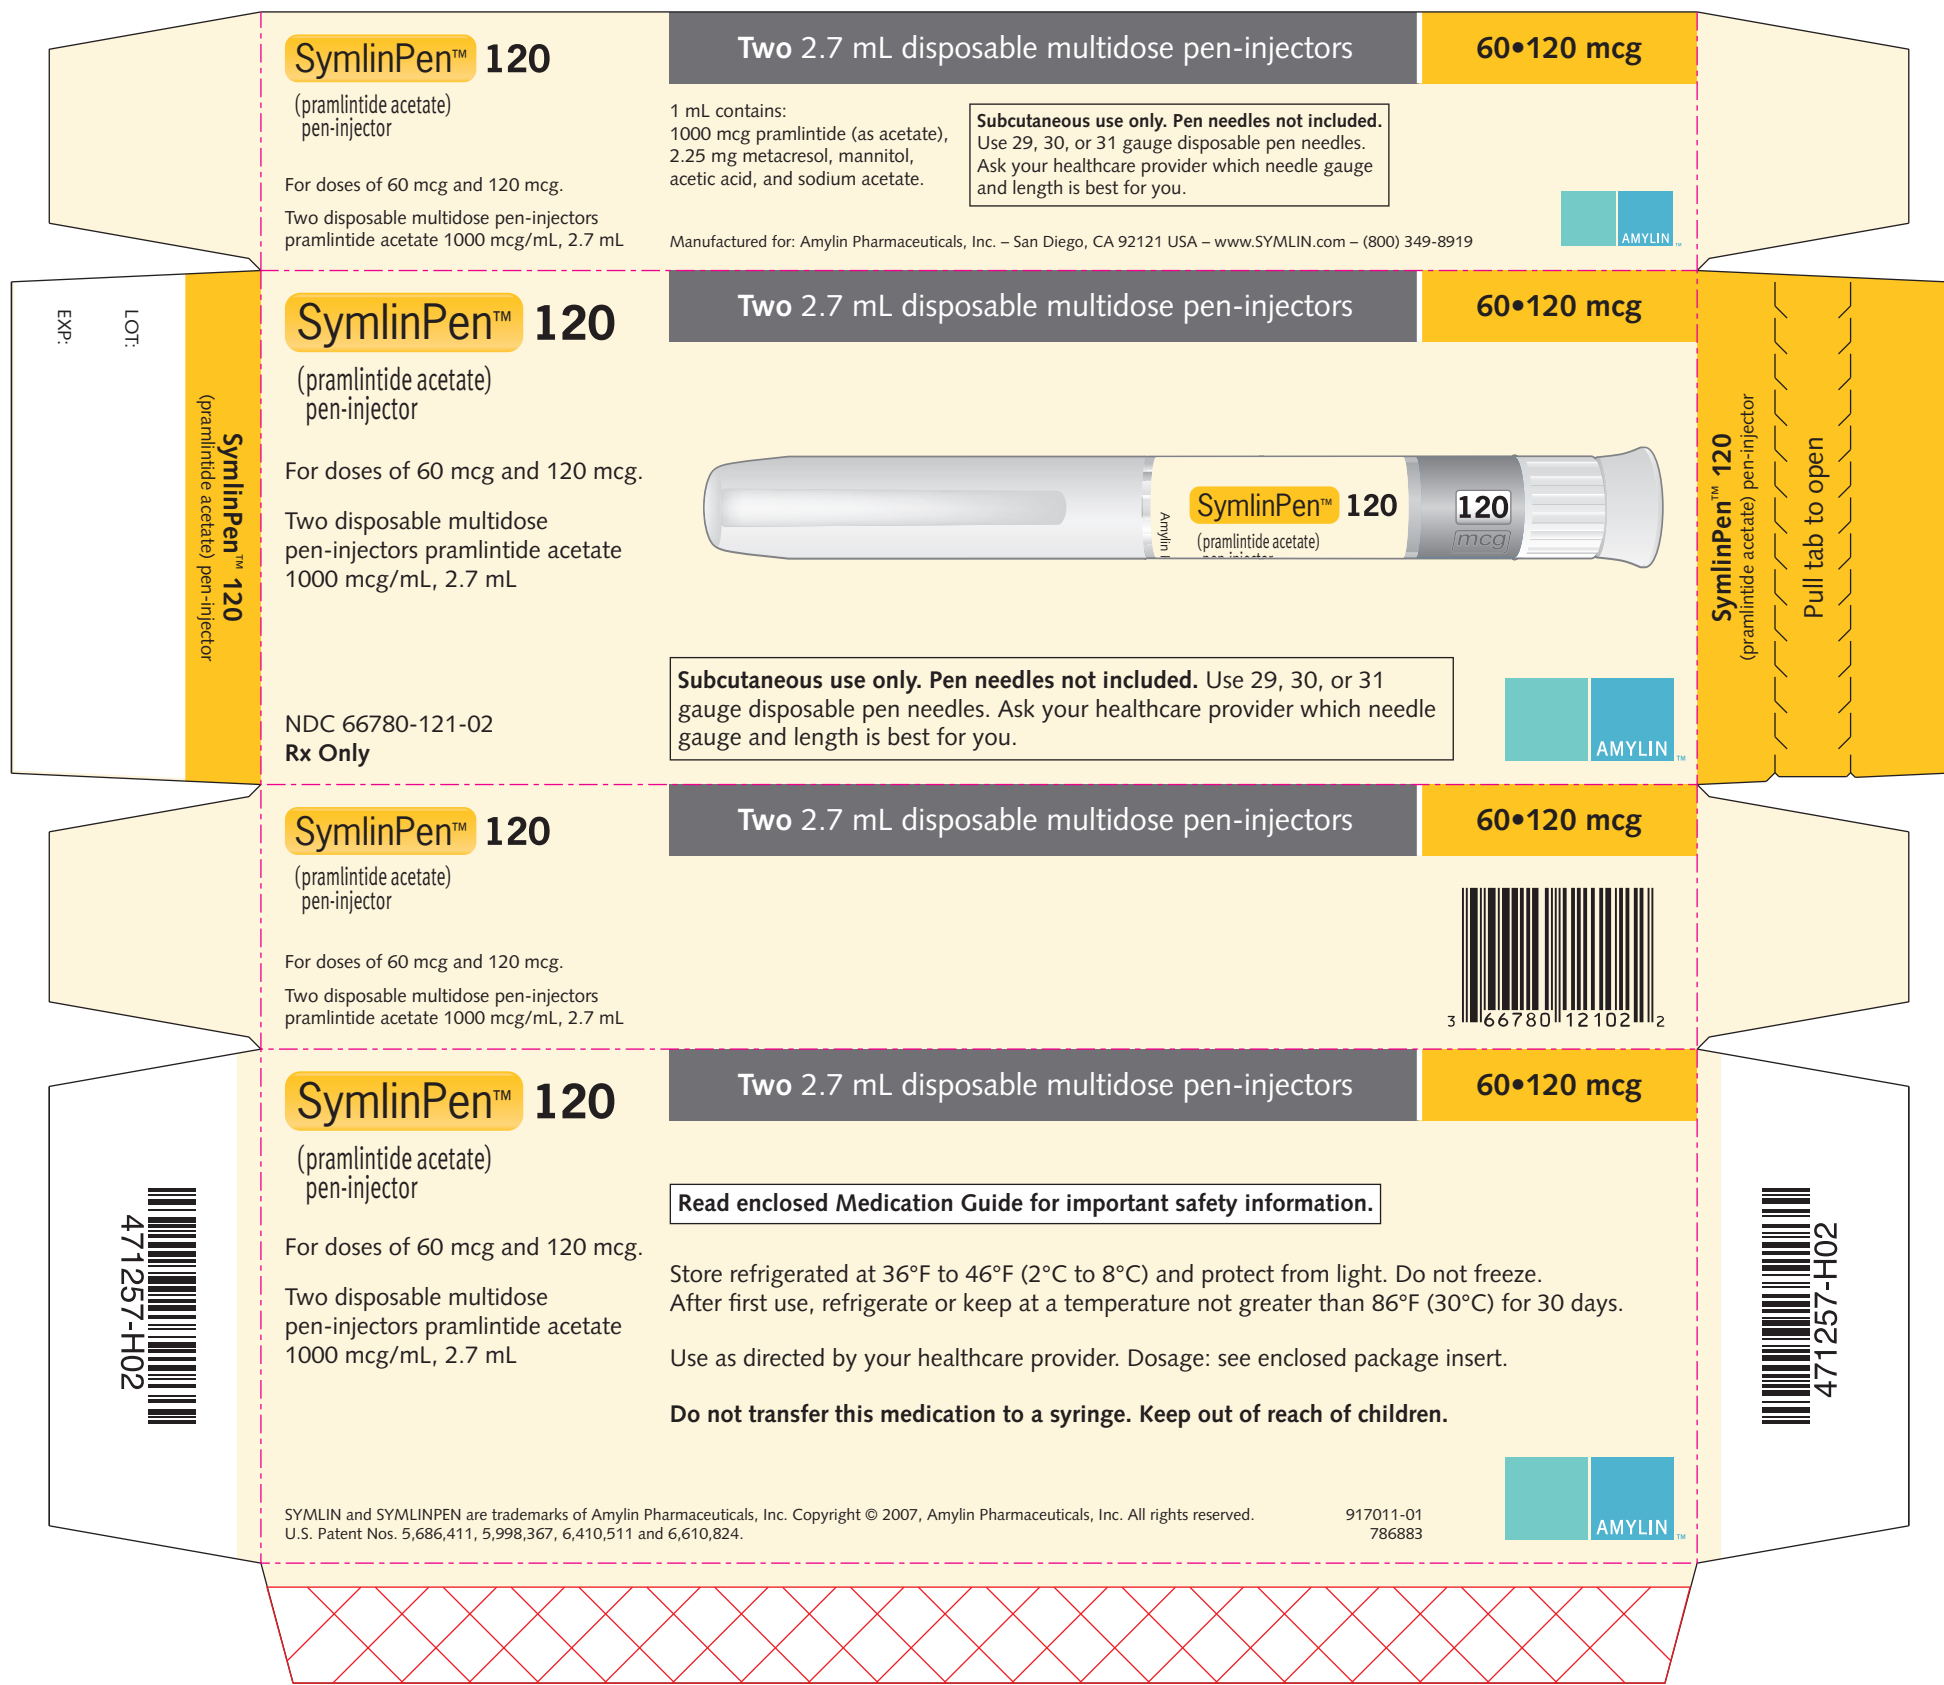 SymlinPen™ 120
(pramlintide acetate)
pen-injector
For doses of 60 mcg and 120 mcg.
Two disposable multidose pen-injectors
pramlintide acetate 1000 mcg/mL, 2.7 mL
Two 2.7 mL disposable multidose pen-injectors
60•120 mcg
1 mL contains:
1000 mcg pramlintide (as acetate),
2.25 mg metacresol, mannitol,
acetic acid, and sodium acetate.
Subcutaneous use only. Pen needles not included.
Use 29, 30, or 31 gauge disposable pen needles.
Ask your healthcare provider which needle gauge
and length is best for you.
Manufactured for: Amylin Pharmaceuticals, Inc. – San Diego, CA 92121 USA – www.SYMLIN.com – (800) 349-8919
AMYLIN™
LOT:
EXP:
SymlinPen™ 120
(pramlintide acetate) pen-injector
SymlinPen™ 120
(pramlintide acetate)
pen-injector
For doses of 60 mcg and 120 mcg.
Two disposable multidose
pen-injectors pramlintide acetate
1000 mcg/mL, 2.7 mL
NDC 66780-121-02
Rx Only
Two 2.7 mL disposable multidose pen-injectors
60•120 mcg
Amylin
SymlinPen™ 120
(pramlintide acetate)
pen-injector
120
mcg
Subcutaneous use only. Pen needles not included. Use 29, 30, or 31
gauge disposable pen needles. Ask your healthcare provider which needle
gauge and length is best for you.
AMYLIN™
SymlinPen™ 120
(pramlintide acetate) pen-injector
Pull tab to open
SymlinPen™ 120
(pramlintide acetate)
pen-injector
For doses of 60 mcg and 120 mcg.
Two disposable multidose pen-injectors
pramlintide acetate 1000 mcg/mL, 2.7 mL
Two 2.7 mL disposable multidose pen-injectors
60•120 mcg
3 66780 12102 2
SymlinPen™ 120
(pramlintide acetate)
pen-injector
For doses of 60 mcg and 120 mcg.
Two disposable multidose
pen-injectors pramlintide acetate
1000 mcg/mL, 2.7 mL
Two 2.7 mL disposable multidose pen-injectors
60•120 mcg
Read enclosed Medication Guide for important safety information.
Store refrigerated at 36°F to 46°F (2°C to 8°C) and protect from light. Do not freeze.
After first use, refrigerate or keep at a temperature not greater than 86°F (30°C) for 30 days.
Use as directed by your healthcare provider. Dosage: see enclosed package insert.
Do not transfer this medication to a syringe. Keep out of reach of children.
SYMLIN and SYMLINPEN are trademarks of Amylin Pharmaceuticals, Inc. Copyright © 2007, Amylin Pharmaceuticals, Inc. All rights reserved.
U.S. Patent Nos. 5,686,411, 5,998,367, 6,410,511 and 6,610,824.
917011-01
786883
AMYLIN™
471257-H02
471257-H02